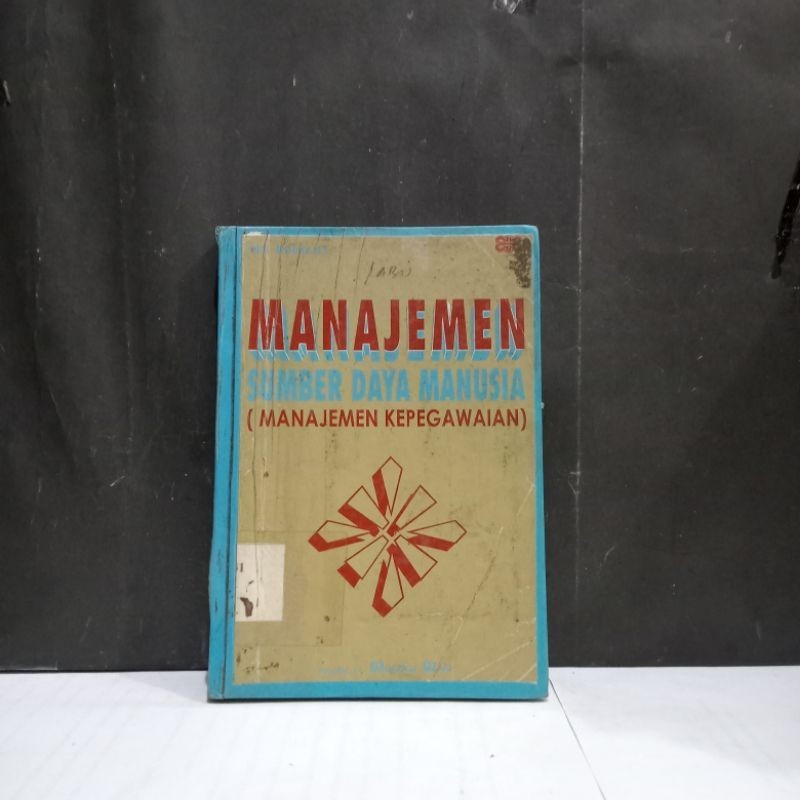 MANAJEMEN
SUMBER DAYA MANUSIA
( MANAJEMEN KEPEGAWAIAN)